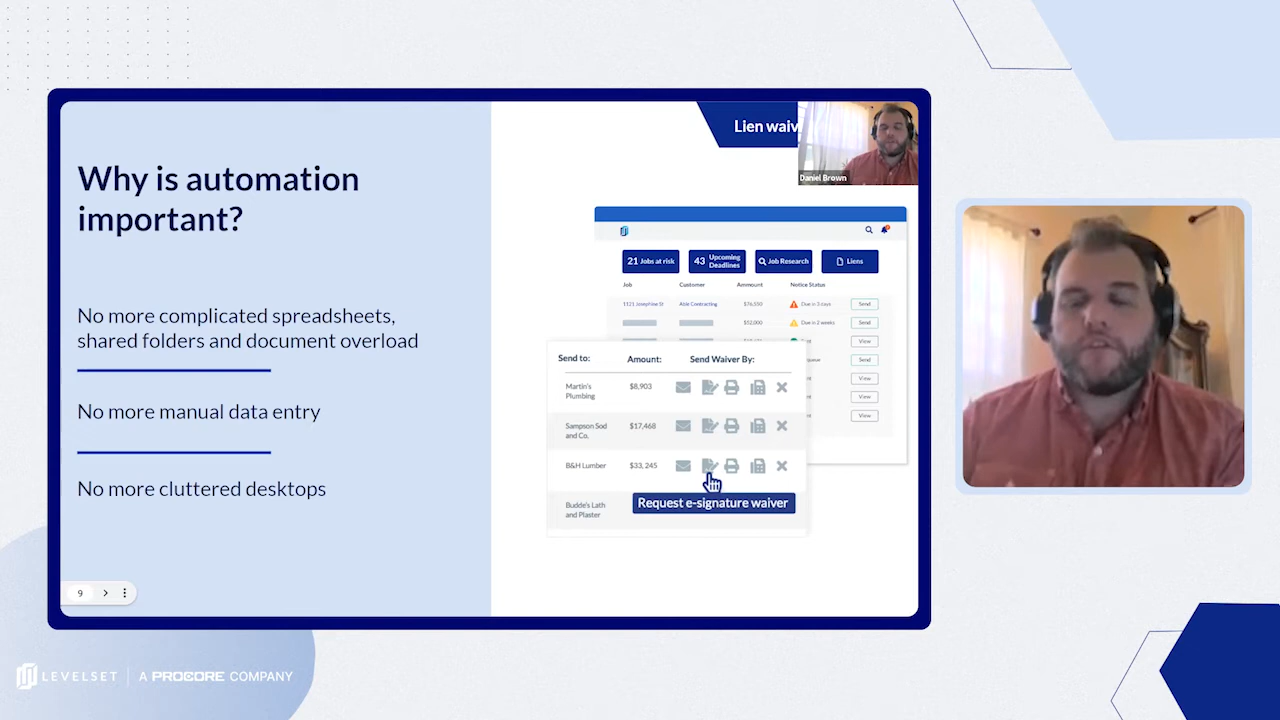 Why is automation
important?
No more complicated spreadsheets,
shared folders and document overload
No more manual data entry
No more cluttered desktops
9
Lien waiv
Daniel Brown
21 Jobs at risk
43 Upcoming
Deadlines
Job Research
Liens
Job Customer Ammount Notice Status
1121 Josephine St Able Contracting $76,550 Due in 3 days Send
$52,000 Due in 2 weeks Send
View
Send
View
View
View
Send to: Amount: Send Waiver By:
Martin's
Plumbing
$8,903
Sampson Sod
and Co.
$17,468
B&H Lumber $33, 245
Request e-signature waiver
Budde's Lath
and Plaster
LEVELSET A PROCORE COMPANY